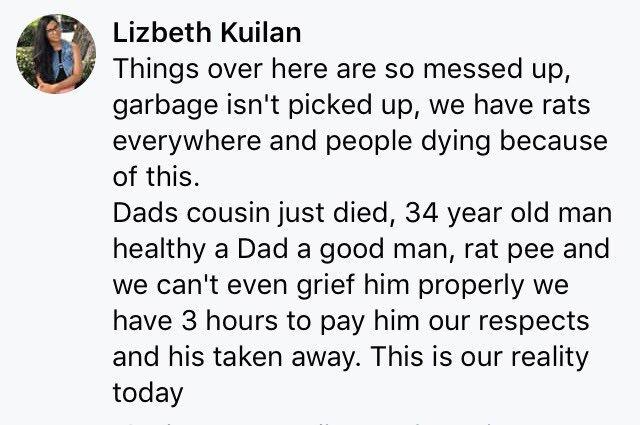 Lizbeth Kuilan
Things over here are so messed up,
garbage isn't picked up, we have rats
everywhere and people dying because
of this.
Dads cousin just died, 34 year old man
healthy a Dad a good man, rat pee and
we can't even grief him properly we
have 3 hours to pay him our respects
and his taken away. This is our reality
today